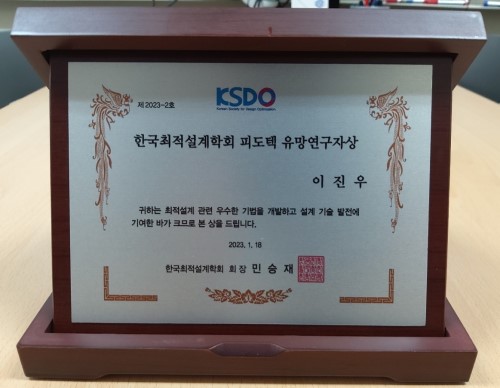 제2023-2호
KSDO
Korean Society for Design Optimization
한국최적설계학회 피도텍 유망연구자상
이 진 우
귀하는 최적설계 관련 우수한 기법을 개발하고 설계 기술 발전에
기여한 바가 크므로 본 상을 드립니다.
2023. 1. 18
한국최적설계학회 회장 민 승 재